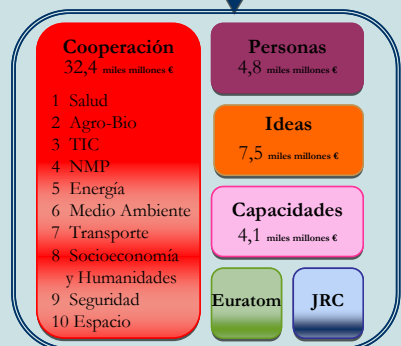 Cooperación
32,4 miles millones €
1 Salud
2 Agro-Bio
3 TIC
4 NMP
5 Energía
6 Medio Ambiente
7 Transporte
8 Socioeconomía
y Humanidades
9 Seguridad
10 Espacio
Personas
4,8 miles millones €
Ideas
7,5 miles millones €
Capacidades
4,1 miles millones €
Euratom
JRC